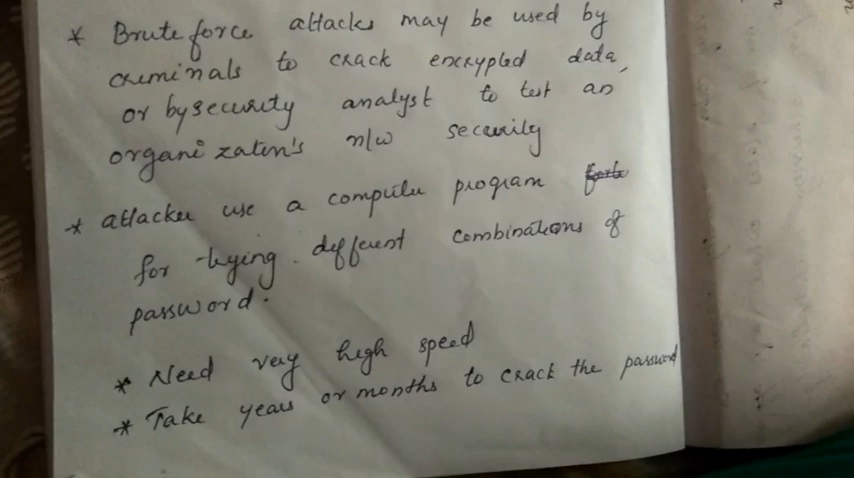 * Brute force attacks may be used by
criminals to crack encrypted data,
or by security analyst to test an
organizaten's n/w security
* attacker use a computer program
for trying different combinations of
password.
* Need very high speed
* Take years or months to crack the password